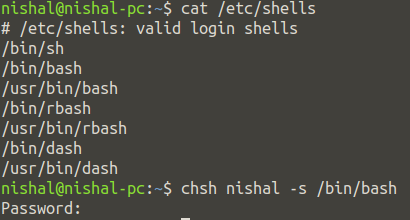 nishal@nishal-pc:~$ cat /etc/shells
# /etc/shells: valid login shells
/bin/sh
/bin/bash
/usr/bin/bash
/bin/rbash
/usr/bin/rbash
/bin/dash
/usr/bin/dash
nishal@nishal-pc:~$ chsh nishal -s /bin/bash
Password: